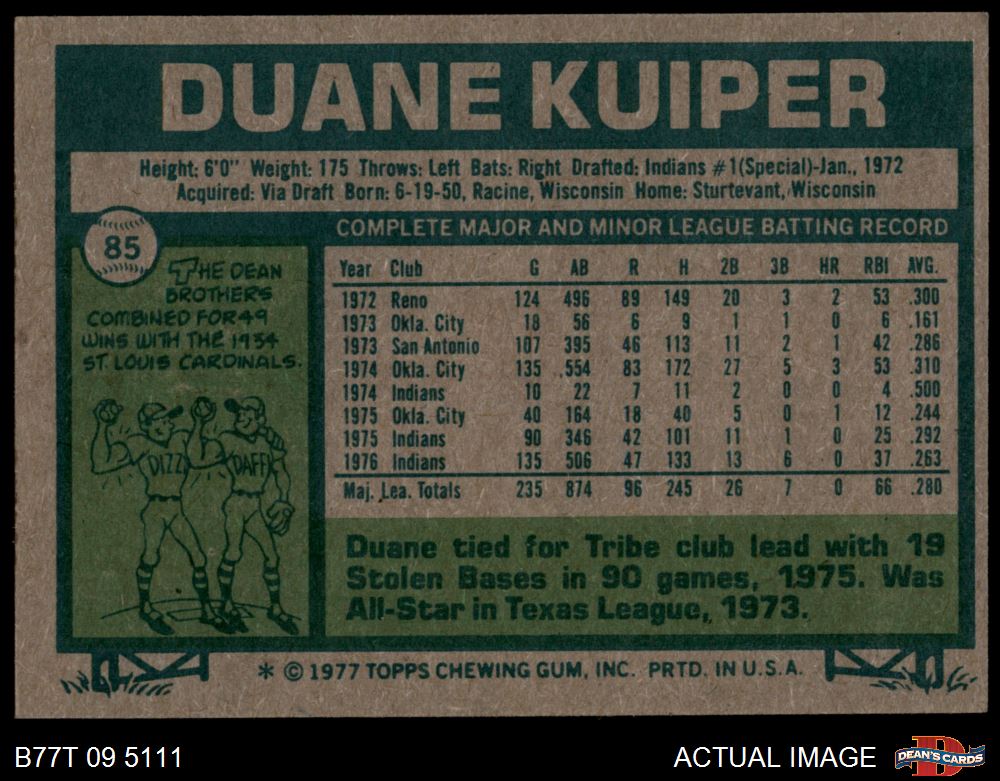 DUANE KUIPER
Height: 6'0" Weight: 175 Throws: Left Bats: Right Drafted: Indians #1(Special)-Jan., 1972
Acquired: Via Draft Born: 6-19-50, Racine, Wisconsin Home: Sturtevant, Wisconsin
85
THE DEAN
BROTHERS
COMBINED FOR 49
WINS WITH THE 1934
ST. LOUIS CARDINALS.
DIZZ
DAFF
COMPLETE MAJOR AND MINOR LEAGUE BATTING RECORD
Year Club G AB R H 2B 3B HR RBI AVG.
1972 Reno 124 496 89 149 20 3 2 53 .300
1973 Okla. City 18 56 6 9 1 1 0 6 .161
1973 San Antonio 107 395 46 113 11 2 1 42 .286
1974 Okla. City 135 554 83 172 27 5 3 53 .310
1974 Indians 10 22 7 11 2 0 0 4 .500
1975 Okla. City 40 164 18 40 5 0 1 12 .244
1975 Indians 90 346 42 101 11 1 0 25 .292
1976 Indians 135 506 47 133 13 6 0 37 .263
Maj. Lea. Totals 235 874 96 245 26 7 0 66 .280
Duane tied for Tribe club lead with 19
Stolen Bases in 90 games, 1975. Was
All-Star in Texas League, 1973.
* © 1977 TOPPS CHEWING GUM, INC. PRTD. IN U.S.A.
B77T 09 5111
ACTUAL IMAGE
D
DEAN'S CARDS